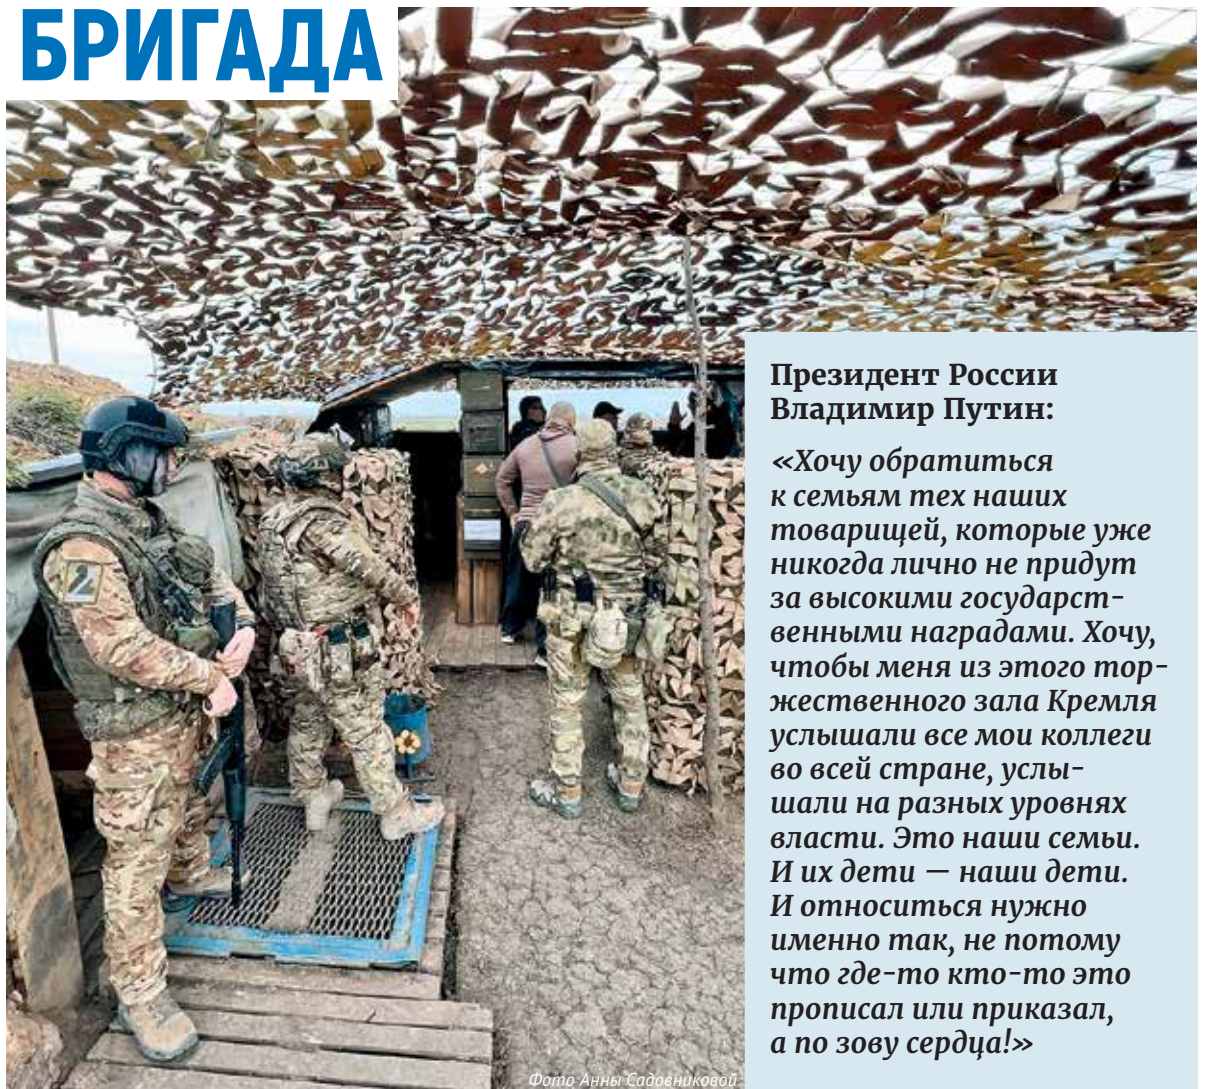 БРИГАДА
Президент России
Владимир Путин:
«Хочу обратиться
к семьям тех наших
товарищей, которые уже
никогда лично не придут
за высокими государст-
венными наградами. Хочу,
чтобы меня из этого тор-
жественного зала Кремля
услышали все мои коллеги
во всей стране, услы-
шали на разных уровнях
власти. Это наши семьи.
И их дети — наши дети.
И относиться нужно
именно так, не потому
что где-то кто-то это
прописал или приказал,
а по зову сердца!»
Фото Анны Садовниковой